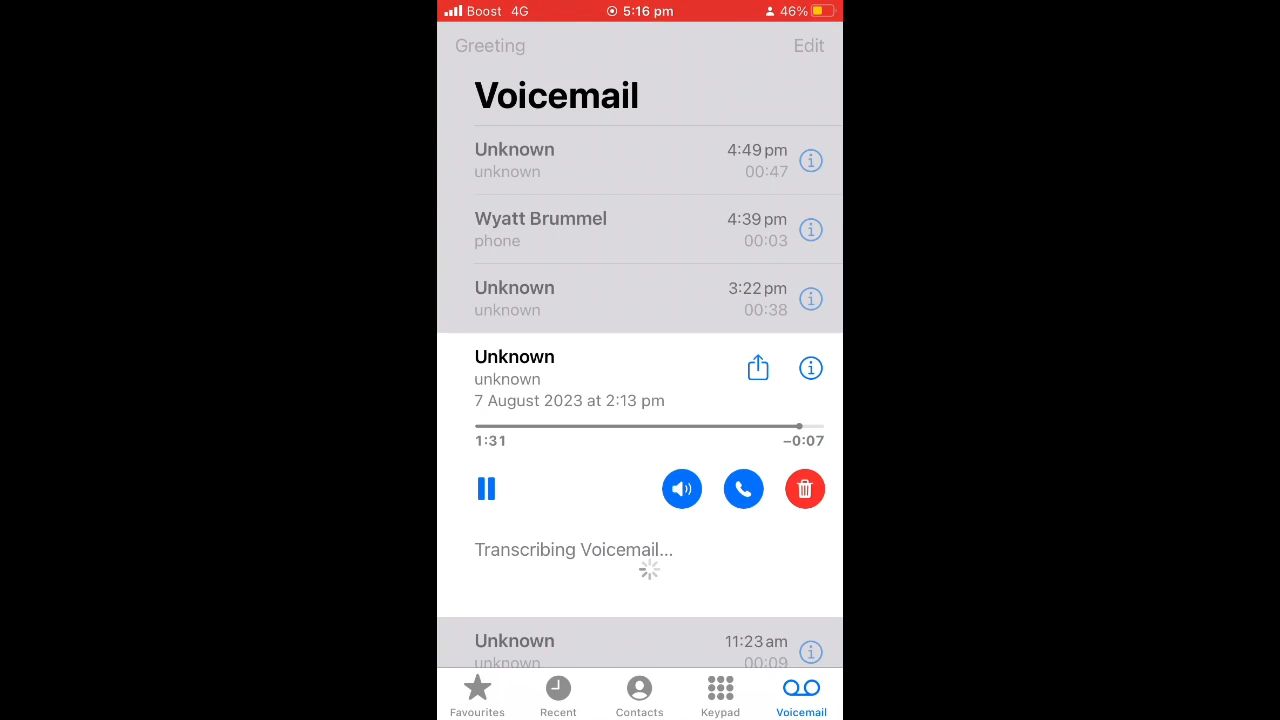 Boost 4G 5:16 pm 46%
Greeting Edit
Voicemail
Unknown 4:49 pm
unknown 00:47
Wyatt Brummel 4:39 pm
phone 00:03
Unknown 3:22 pm
unknown 00:38
Unknown
unknown
7 August 2023 at 2:13 pm
1:31 –0:07
Transcribing Voicemail...
Unknown 11:23 am
unknown 00:09
Favourites Recent Contacts Keypad Voicemail